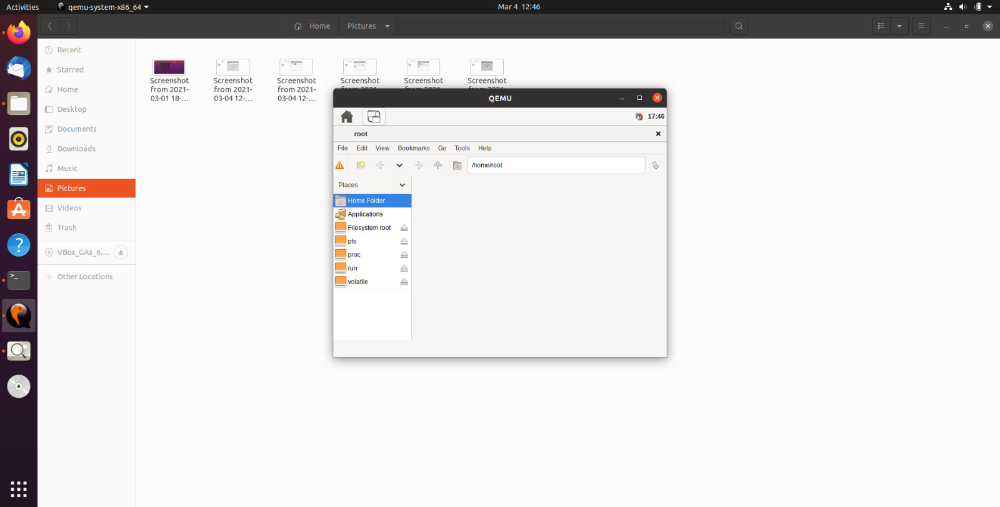 Activities qemu-system-x86_64 Mar 4 12:46
Home Pictures
Recent
Starred
Home
Desktop
Documents
Downloads
Music
Pictures
Videos
Trash
VBox_GAs_6....
Other Locations
Screenshot
from 2021-
03-01 18-...
Screenshot
from 2021-
03-04 12-...
Screenshot
from 2021-
03-04 12-...
Screenshot
Screenshot
Screenshot
QEMU
17:46
root
File Edit View Bookmarks Go Tools Help
/home/root
Places
Home Folder
Applications
Filesystem root
pts
proc
run
volatile